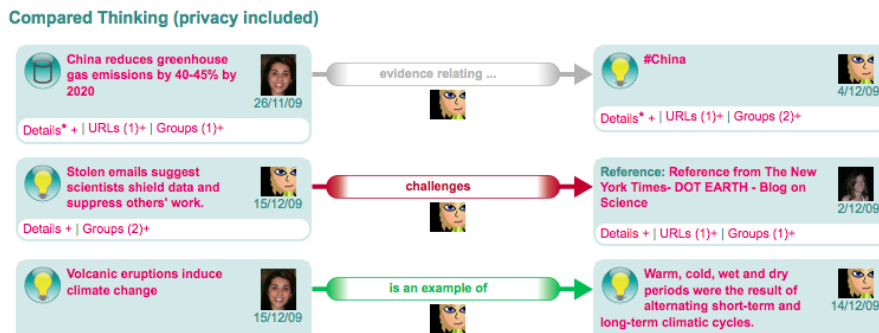 Compared Thinking (privacy included)
China reduces greenhouse
gas emissions by 40-45% by
2020
26/11/09
Details* + | URLs (1)+ | Groups (1)+
evidence relating ...
#China
4/12/09
Details* + | URLs (1)+ | Groups (2)+
Stolen emails suggest
scientists shield data and
suppress others' work.
15/12/09
Details + | Groups (2)+
challenges
Reference: Reference from The New
York Times- DOT EARTH - Blog on
Science
2/12/09
Details + | URLs (1)+ | Groups (1)+
Volcanic eruptions induce
climate change
15/12/09
is an example of
Warm, cold, wet and dry
periods were the result of
alternating short-term and
long-term climatic cycles.
14/12/09